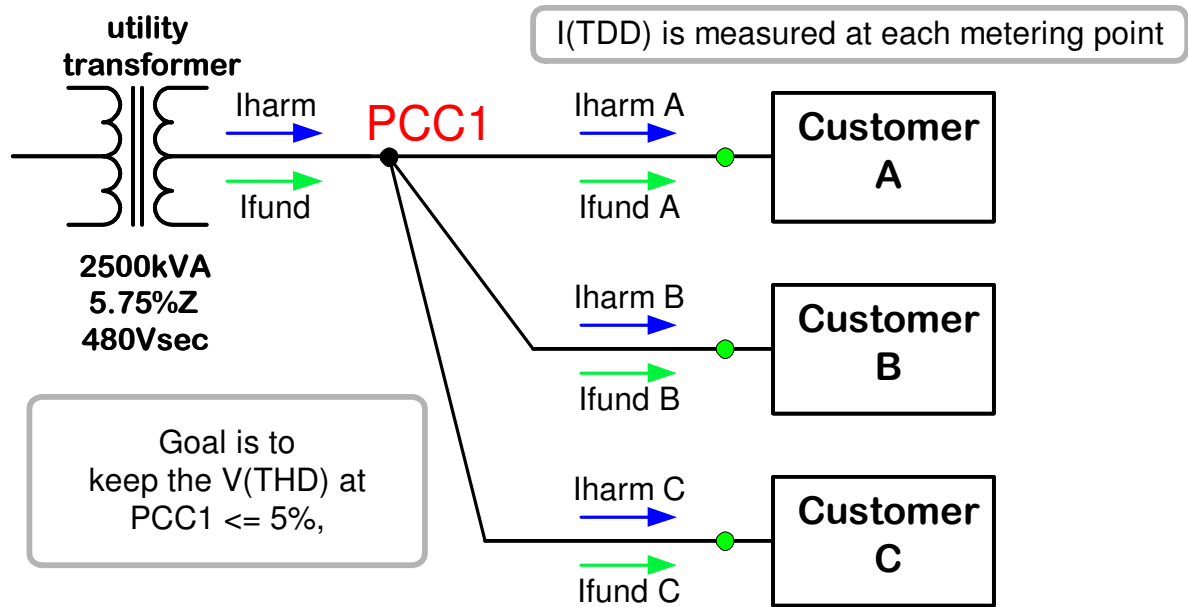 utility
transformer
I(TDD) is measured at each metering point
Iharm
PCC1
Ifund
Iharm A
Ifund A
Customer
A
2500kVA
5.75%Z
480Vsec
Iharm B
Ifund B
Customer
B
Goal is to
keep the V(THD) at
PCC1 <= 5%,
Iharm C
Ifund C
Customer
C